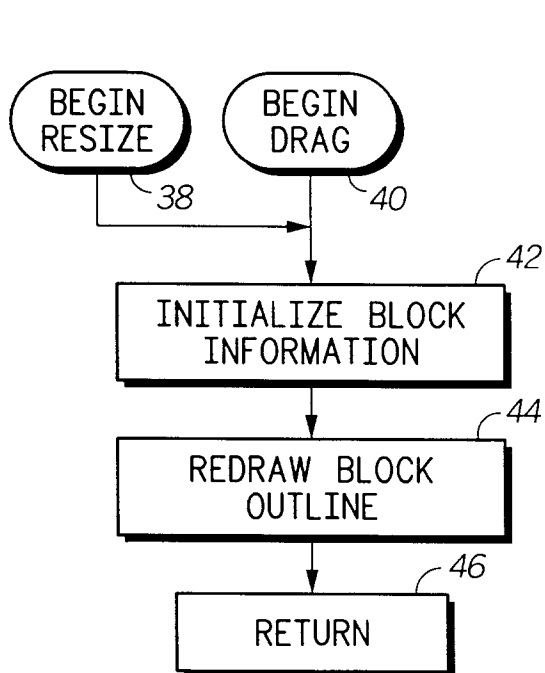 BEGIN
RESIZE
38
BEGIN
DRAG
40
42
INITIALIZE BLOCK
INFORMATION
44
REDRAW BLOCK
OUTLINE
46
RETURN